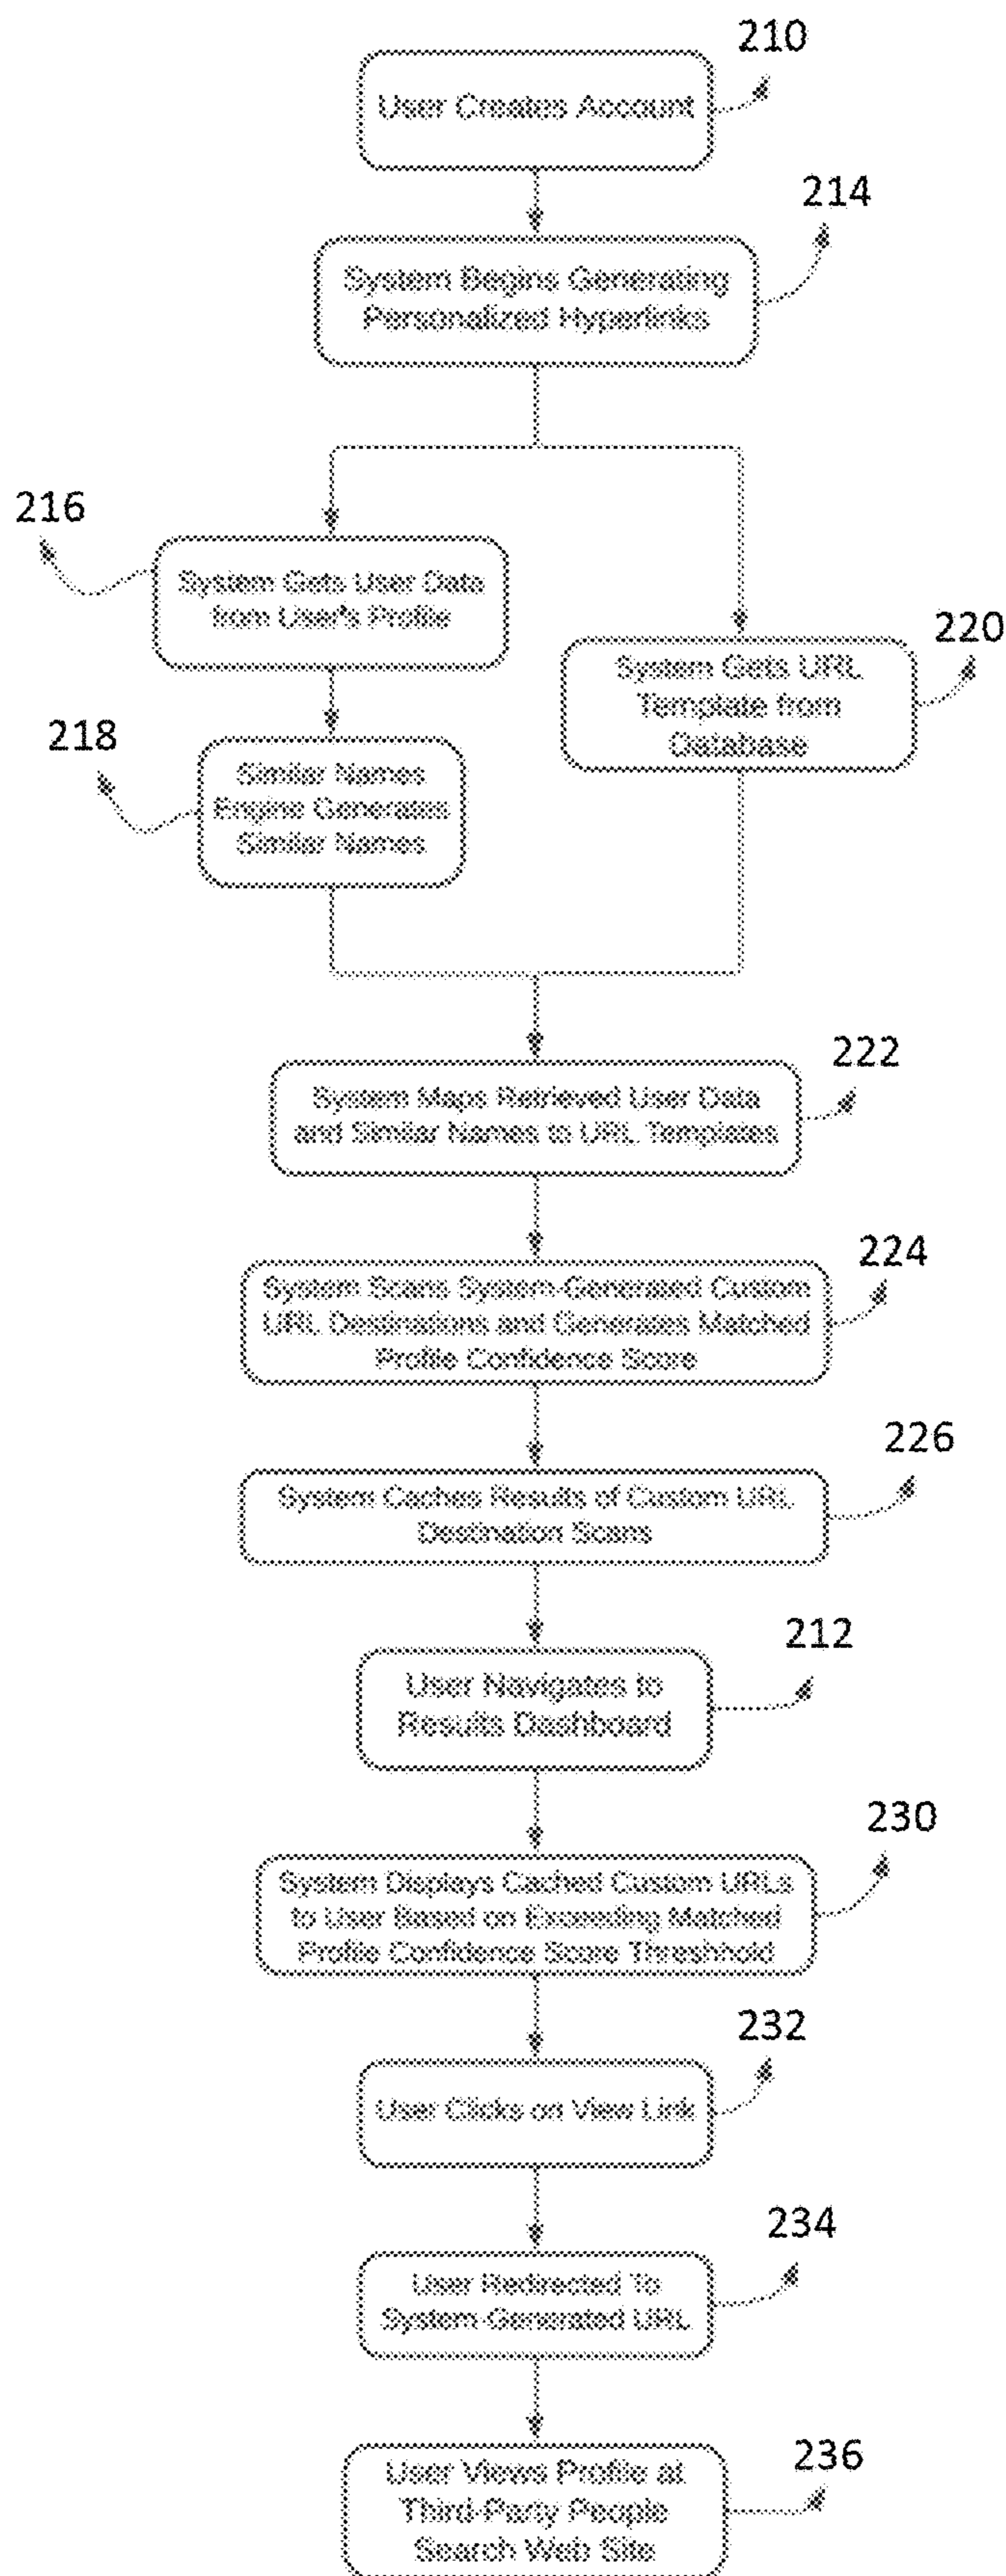 210
User Creates Account
214
System Begins Generating
Personalized Hyperlinks
216
System Gets User Data
from User's Profile
220
System Gets URL
Template from
Database
218
Similar Names
Engine Generates
Similar Names
222
System Maps Retrieved User Data
and Similar Names to URL Templates
224
System Scans System-Generated Custom
URL Destinations and Generates Matched
Profile Confidence Score
226
System Caches Results of Custom URL
Destination Scans
212
User Navigates to
Results Dashboard
230
System Displays Cached Custom URLs
to User Based on Exceeding Matched
Profile Confidence Score Threshhold
232
User Clicks on View Link
234
User Redirected To
System-Generated URL
236
User Views Profile at
Third-Party People
Search Web Site